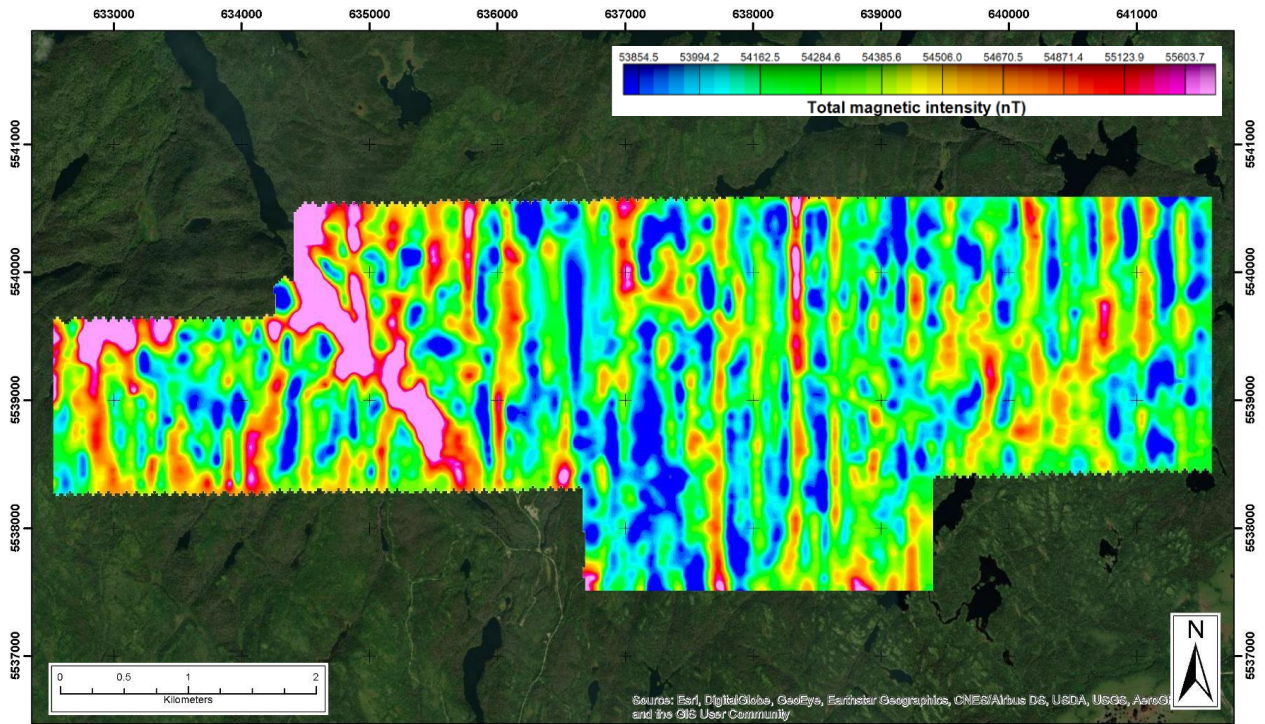 633000 634000 635000 636000 637000 638000 639000 640000 641000
53854.5 53994.2 54162.5 54284.6 54385.6 54506.0 54670.5 54871.4 55123.9 55603.7
Total magnetic intensity (nT)
5541000 5541000
5540000 5540000
5539000 5539000
5538000 5538000
5537000 5537000
N
0 0.5 1 2
Kilometers
Source: Esri, DigitalGlobe, GeoEye, Earthstar Geographics, CNES/Airbus DS, USDA, USGS, AeroG
and the GIS User Community